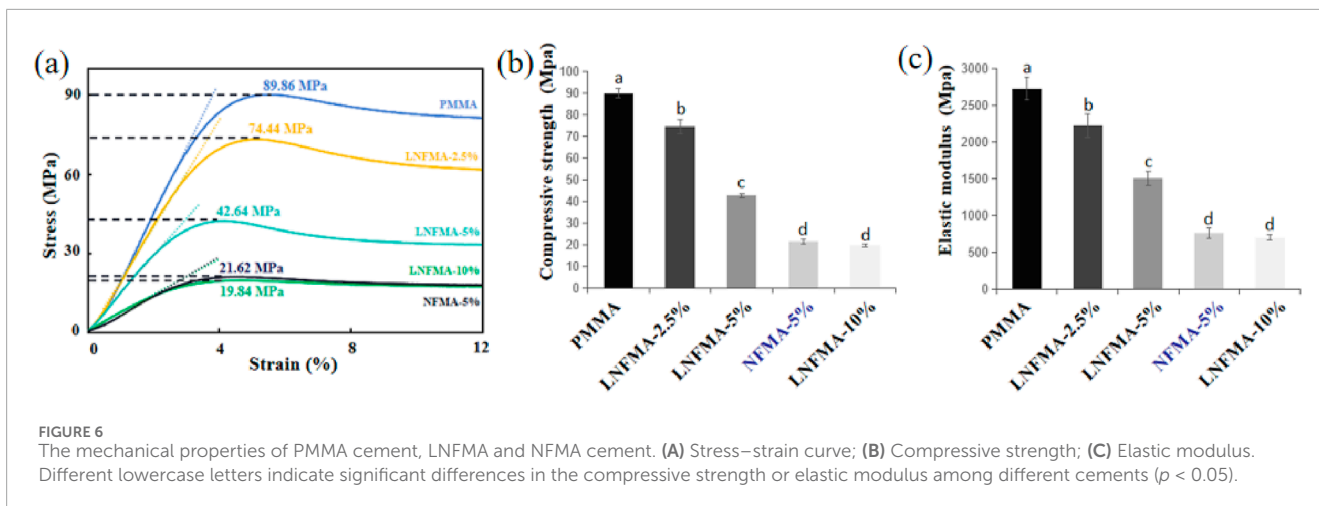 (a)
Stress (MPa)
90
60
30
0
89.86 MPa
PMMA
74.44 MPa
LNFMA-2.5%
42.64 MPa
LNFMA-5%
LNFMA-10%
21.62 MPa
19.84 MPa
NFMA-5%
0
4
8
12
Strain (%)
(b)
Compressive strength (Mpa)
100
90
80
70
60
50
40
30
20
10
0
a
b
c
d
d
PMMA
LNFMA-2.5%
LNFMA-5%
NFMA-5%
LNFMA-10%
(c)
Elastic modulus (Mpa)
3000
2500
2000
1500
1000
500
0
a
b
c
d
d
PMMA
LNFMA-2.5%
LNFMA-5%
NFMA-5%
LNFMA-10%
FIGURE 6
The mechanical properties of PMMA cement, LNFMA and NFMA cement. (A) Stress–strain curve; (B) Compressive strength; (C) Elastic modulus.
Different lowercase letters indicate significant differences in the compressive strength or elastic modulus among different cements (p < 0.05).